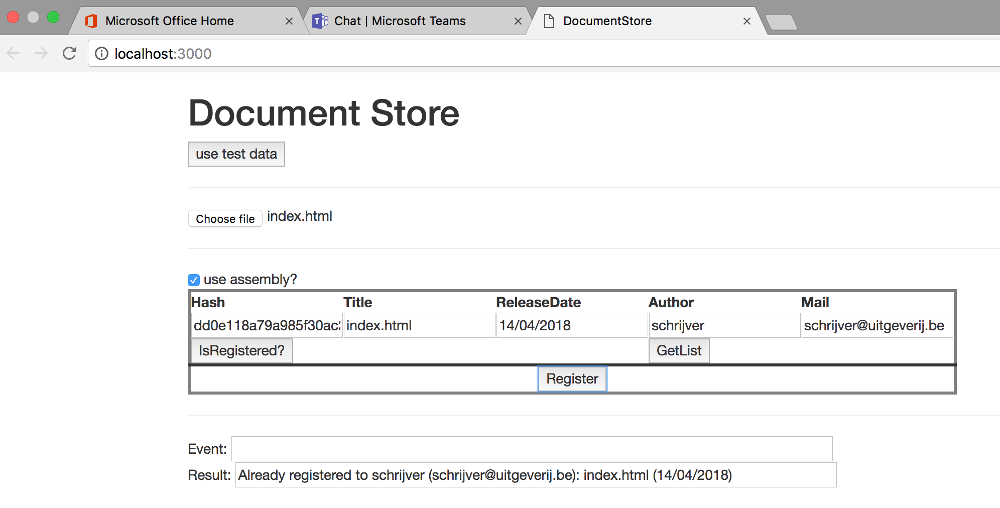 Microsoft Office Home Chat | Microsoft Teams DocumentStore
localhost:3000
Document Store
use test data
Choose file index.html
use assembly?
Hash Title ReleaseDate Author Mail
dd0e118a79a985f30ac index.html 14/04/2018 schrijver schrijver@uitgeverij.be
IsRegistered? GetList
Register
Event:
Result: Already registered to schrijver (schrijver@uitgeverij.be): index.html (14/04/2018)